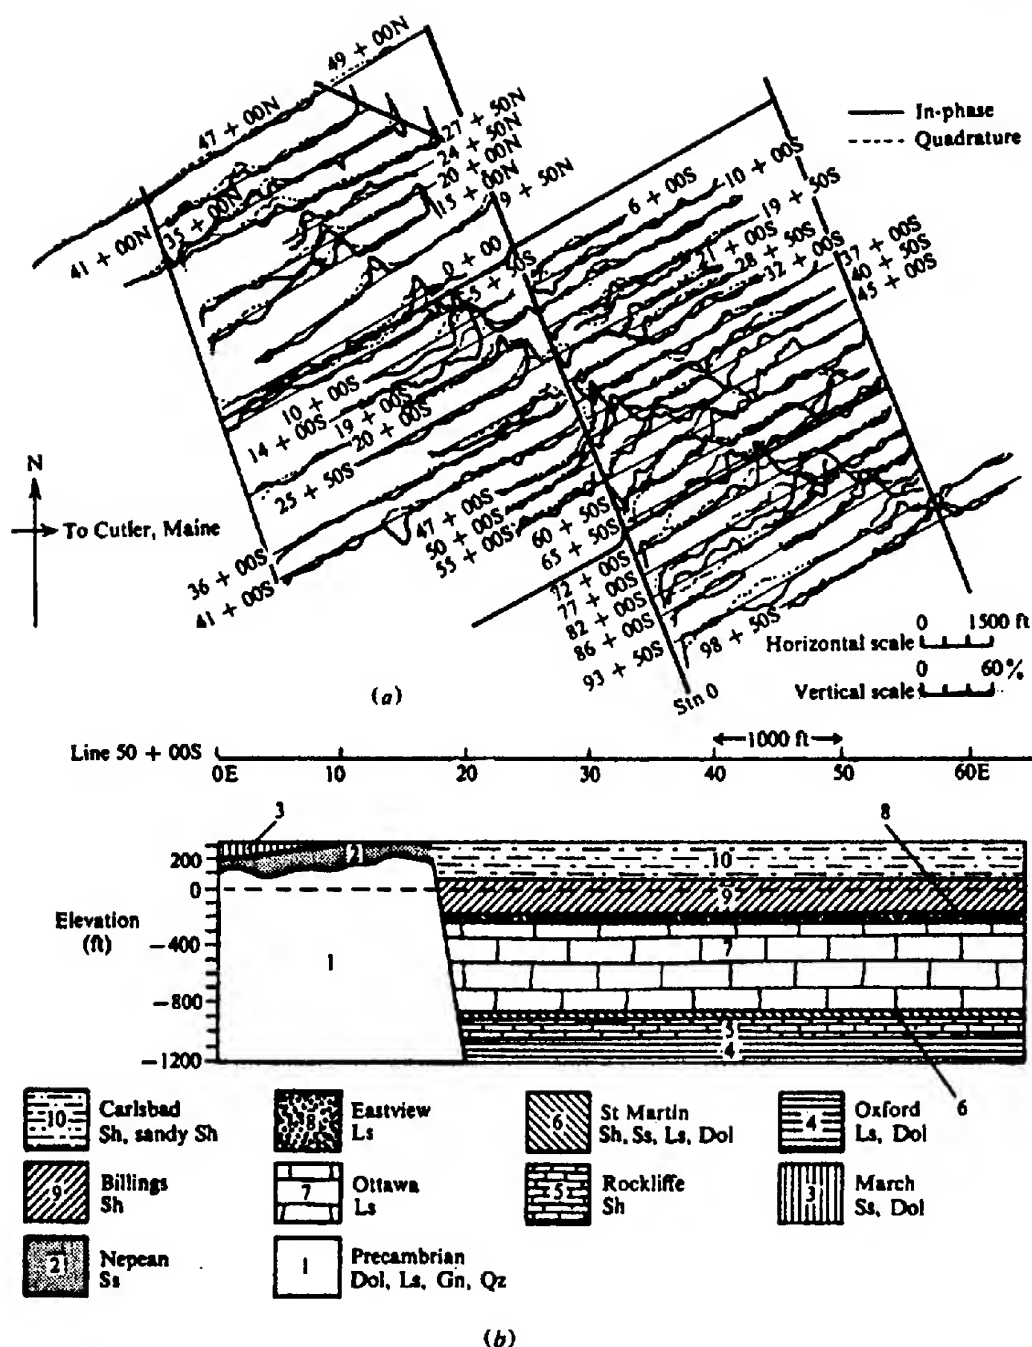 49 + 00N
47 + 00N
27 + 50N
24 + 50N
20 + 00N
15 + 00N
9 + 50N
41 + 00N
35 + 00N
In-phase
Quadrature
6 + 00S
10 + 00S
19 + 50S
21 + 00S
28 + 50S
32 + 00S
37 + 00S
40 + 50S
45 + 00S
0 + 00
5 + 50S
10 + 00S
14 + 00S
19 + 00S
20 + 00S
25 + 50S
36 + 00S
41 + 00S
47 + 00S
50 + 00S
55 + 00S
60 + 50S
65 + 50S
72 + 00S
77 + 00S
82 + 00S
86 + 00S
93 + 50S
98 + 50S
Stn 0
N
To Cutler, Maine
0 1500 ft
Horizontal scale
0 60%
Vertical scale
(a)
Line 50 + 00S
1000 ft
0E 10 20 30 40 50 60E
3
8
2
10
200
0
9
Elevation
(ft)
−400
7
1
−800
5
−1200
4
6
10 Carlsbad
Sh, sandy Sh
8 Eastview
Ls
6 St Martin
Sh, Ss, Ls, Dol
4 Oxford
Ls, Dol
9 Billings
Sh
7 Ottawa
Ls
5 Rockliffe
Sh
3 March
Ss, Dol
2 Nepean
Ss
1 Precambrian
Dol, Ls, Gn, Qz
(b)